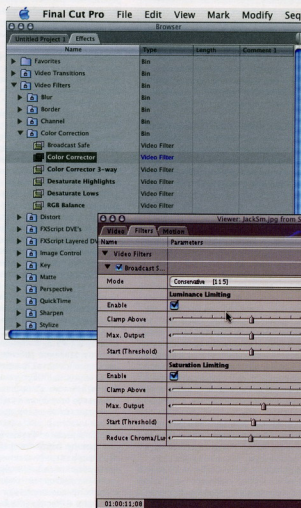 Final Cut Pro File Edit View Mark Modify Seq
Browser
Untitled Project 1 Effects
Name Type Length Comment 1
Favorites Bin
Video Transitions Bin
Video Filters Bin
Blur Bin
Border Bin
Channel Bin
Color Correction Bin
Broadcast Safe Video Filter
Color Corrector Video Filter
Color Corrector 3-way Video Filter
Desaturate Highlights Video Filter
Desaturate Lows Video Filter
RGB Balance Video Filter
Distort
FXScript DVE's
FXScript Layered DV
Image Control
Key
Matte
Perspective
QuickTime
Sharpen
Stylize
Viewer: JackSm.jpg from S
Video Filters Motion
Name Parameters
Video Filters
Broadcast S...
Mode Conservative [115]
Luminance Limiting
Enable
Clamp Above
Max. Output
Start (Threshold)
Saturation Limiting
Enable
Clamp Above
Max. Output
Start (Threshold)
Reduce Chroma/Lu
01:00:11:08